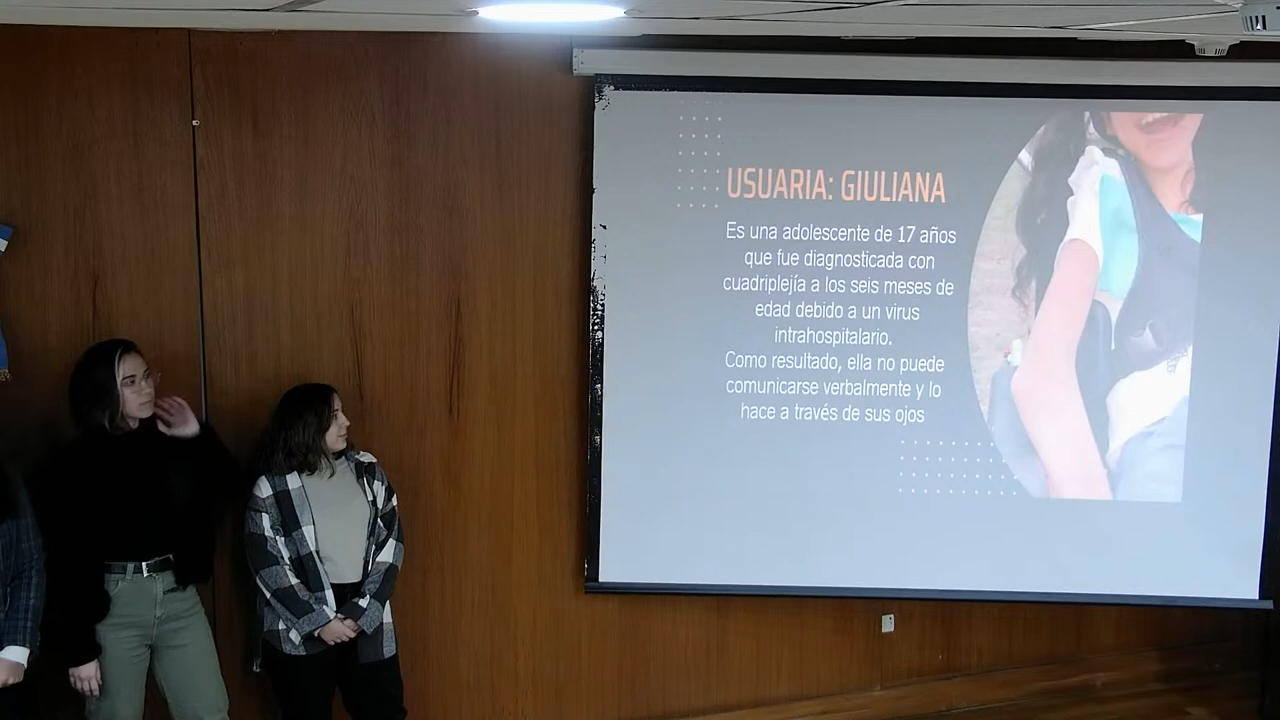 USUARIA: GIULIANA
Es una adolescente de 17 años
que fue diagnosticada con
cuadriplejía a los seis meses de
edad debido a un virus
intrahospitalario.
Como resultado, ella no puede
comunicarse verbalmente y lo
hace a través de sus ojos